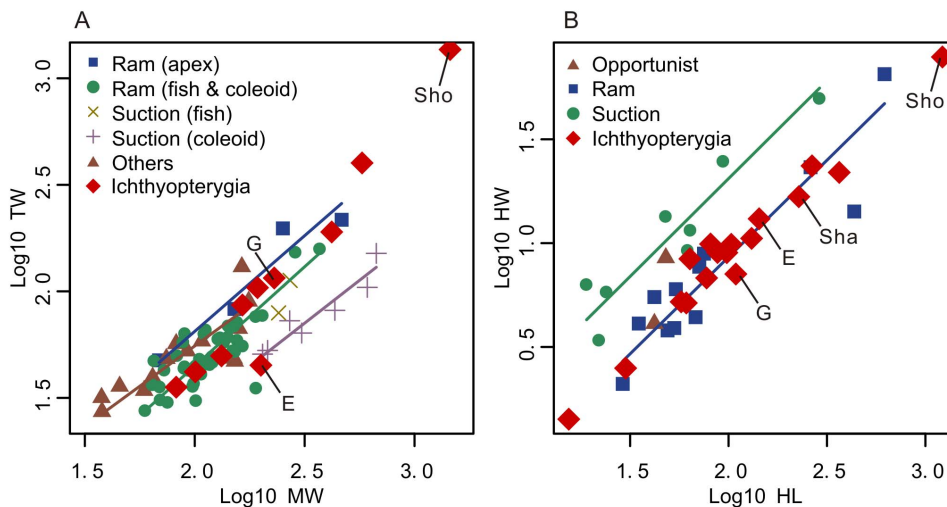 A
Ram (apex)
Ram (fish & coleoid)
Suction (fish)
Suction (coleoid)
Others
Ichthyopterygia
Sho
G
E
Log10 TW
3.0
2.5
2.0
1.5
1.5 2.0 2.5 3.0
Log10 MW
B
Opportunist
Ram
Suction
Ichthyopterygia
Sho
Sha
E
G
Log10 HW
1.5
1.0
0.5
1.5 2.0 2.5 3.0
Log10 HL